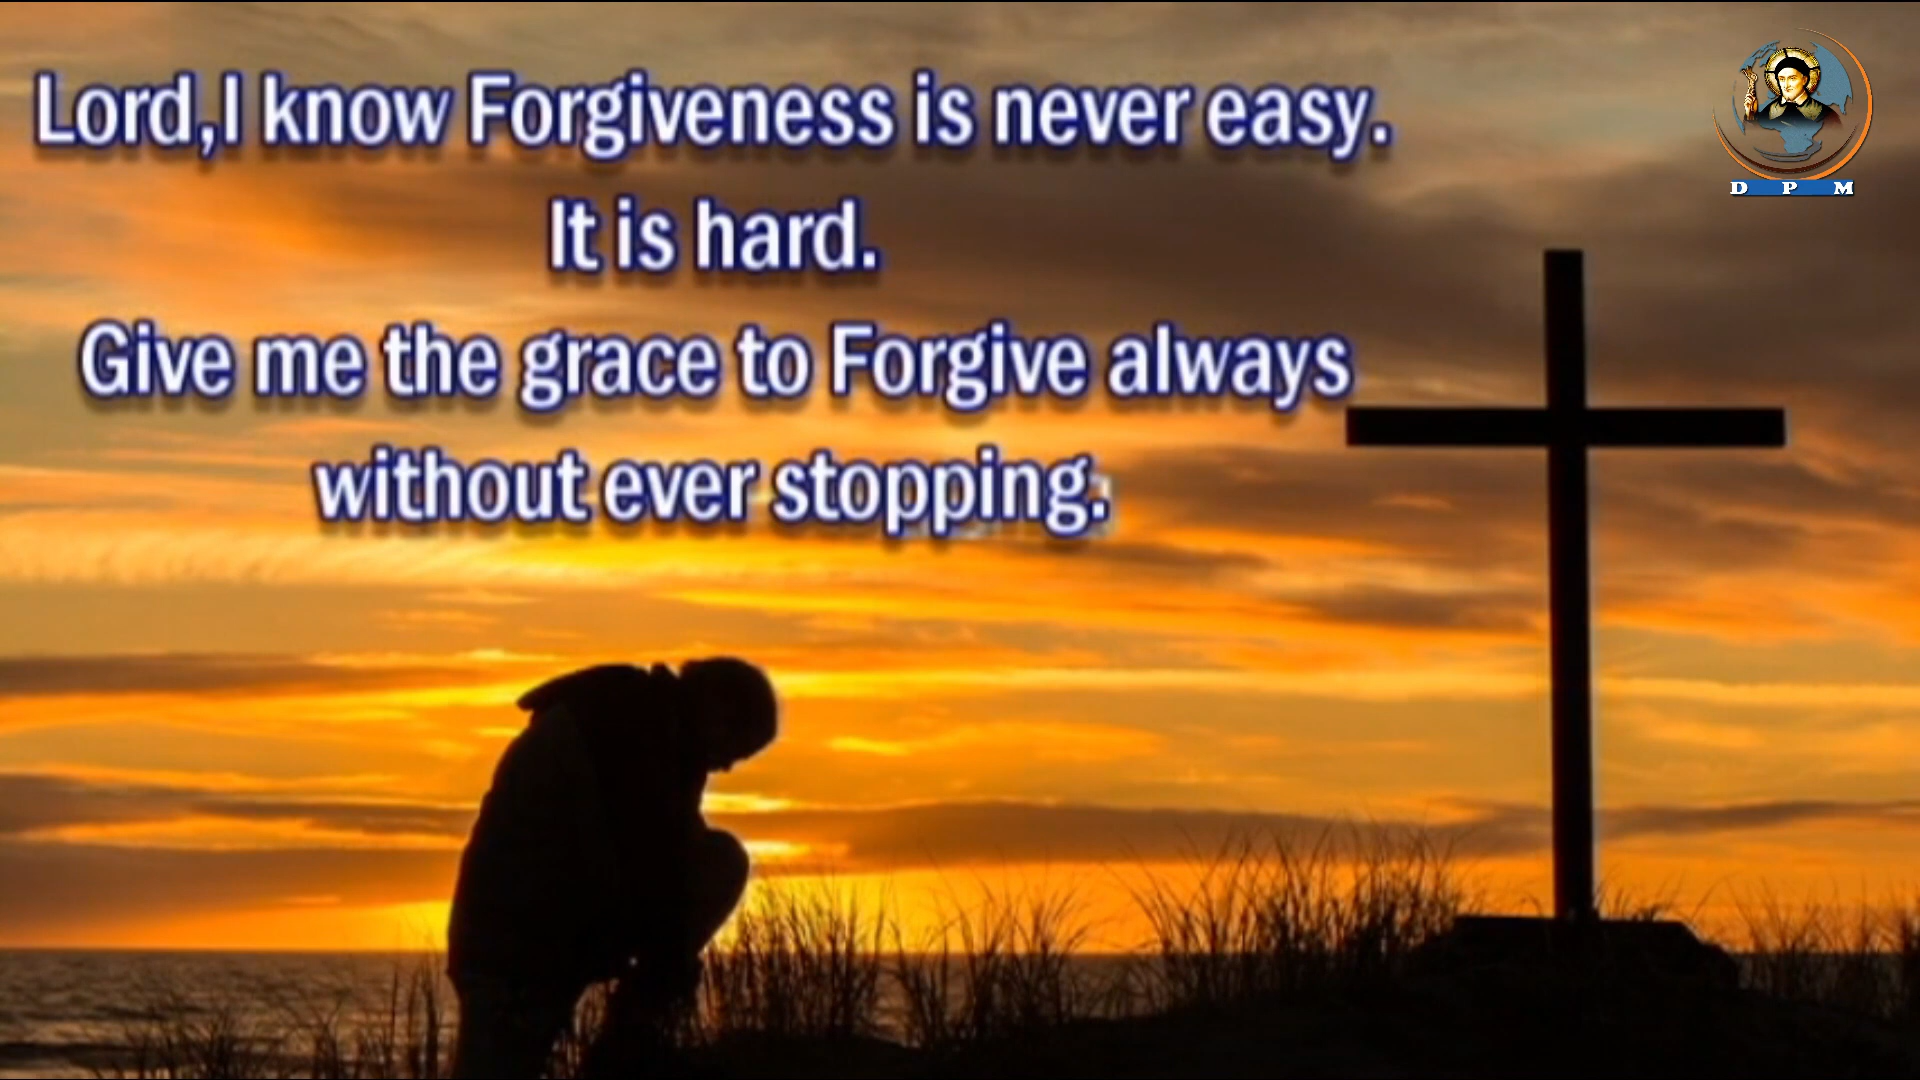 Lord,I know Forgiveness is never easy.
It is hard.
Give me the grace to Forgive always
without ever stopping.
D P M